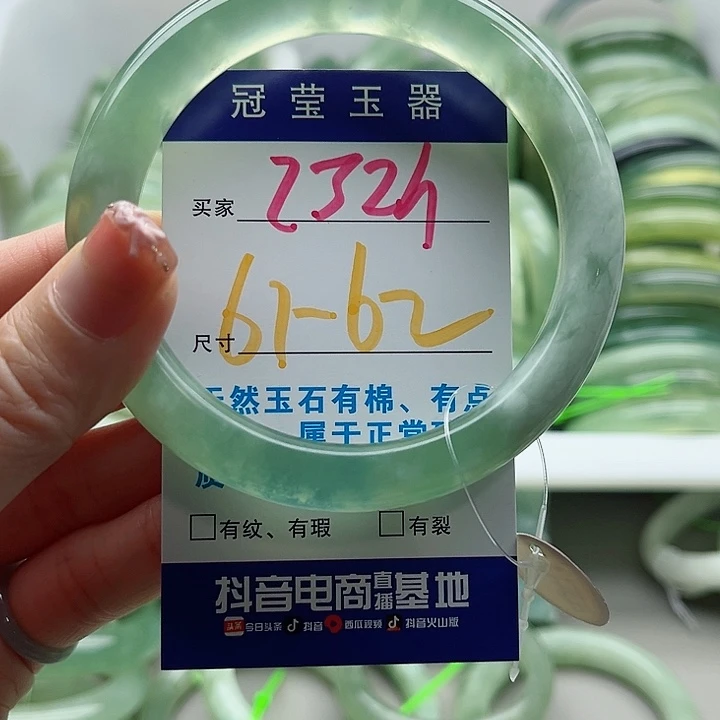 冠莹玉器
买家 2324
尺寸 61-62
然玉石有棉、有点
属于正常
有纹、有瑕 有裂
抖音电商直播基地
头条 今日头条 抖音 西瓜视频 抖音火山版